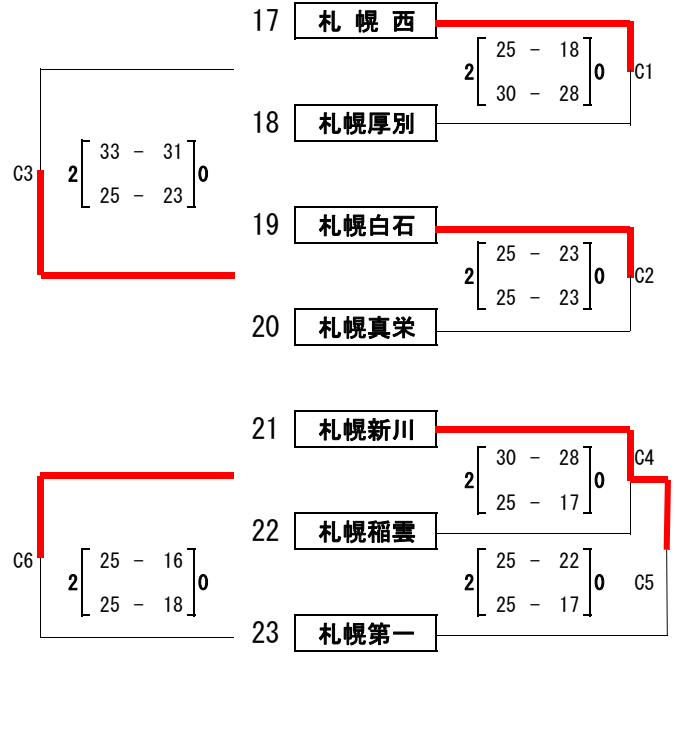 17 札 幌 西
25 － 18
2 0 C1
30 － 28
18 札幌厚別
33 － 31
C3 2 0
25 － 23
19 札幌白石
25 － 23
2 0 C2
25 － 23
20 札幌真栄
21 札幌新川
30 － 28 C4
2 0
25 － 17
22 札幌稲雲
C6 25 － 16 25 － 22
2 0 2 0 C5
25 － 18 25 － 17
23 札幌第一